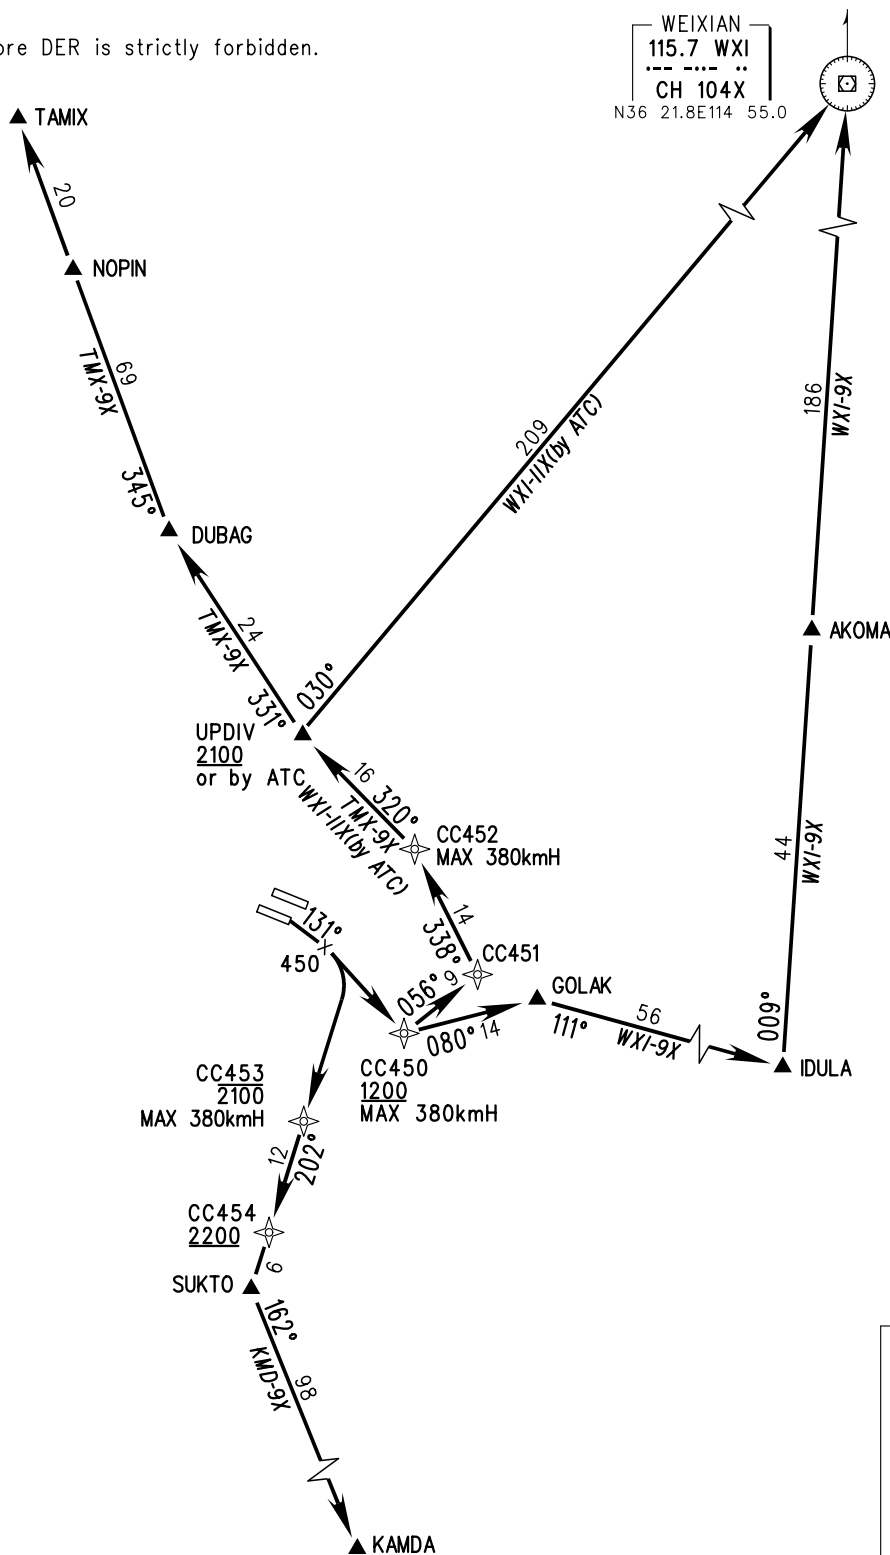 ore DER is strictly forbidden.
WEIXIAN
115.7 WXI
CH 104X
N36 21.8E114 55.0
TAMIX
20
NOPIN
69
TMX-9X
345°
DUBAG
24
TMX-9X
331°
209
WXI-11X(by ATC)
030°
186
WXI-9X
AKOMA
UPDIV
2100
or by ATC
16
320°
TMX-9X
WXI-11X(by ATC)
CC452
MAX 380kmH
44
WXI-9X
14
338°
131°
450
CC451
056°
9
GOLAK
080°
14
111°
56
WXI-9X
009°
IDULA
CC450
1200
MAX 380kmH
CC453
2100
MAX 380kmH
12
202°
CC454
2200
6
SUKTO
162°
KMD-9X
98
KAMDA